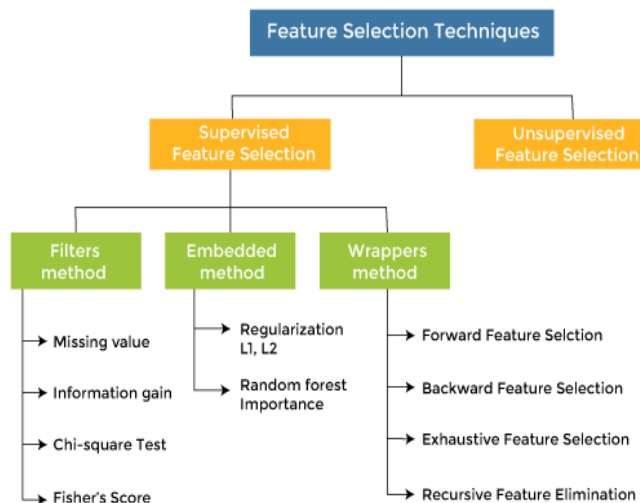 Feature Selection Techniques
Supervised
Feature Selection
Unsupervised
Feature Selection
Filters
method
Embedded
method
Wrappers
method
Missing value
Information gain
Chi-square Test
Fisher's Score
Regularization
L1, L2
Random forest
Importance
Forward Feature Selction
Backward Feature Selection
Exhaustive Feature Selection
Recursive Feature Elimination